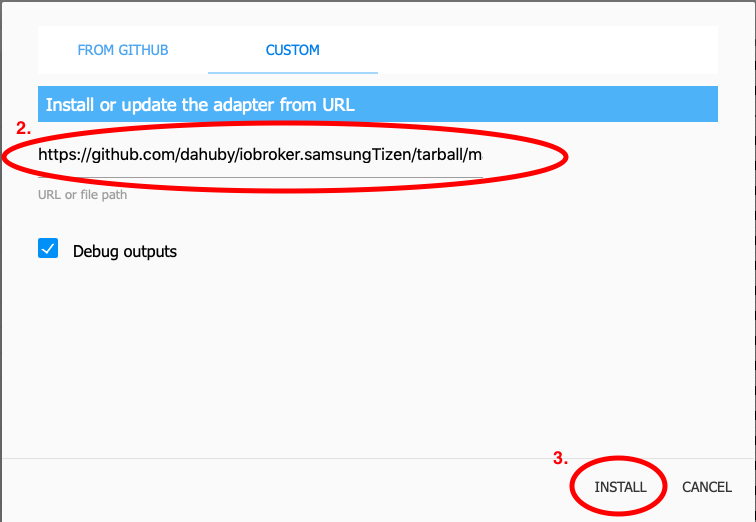 FROM GITHUB CUSTOM
Install or update the adapter from URL
2.
https://github.com/dahuby/iobroker.samsungTizen/tarball/m
URL or file path
Debug outputs
3.
INSTALL CANCEL